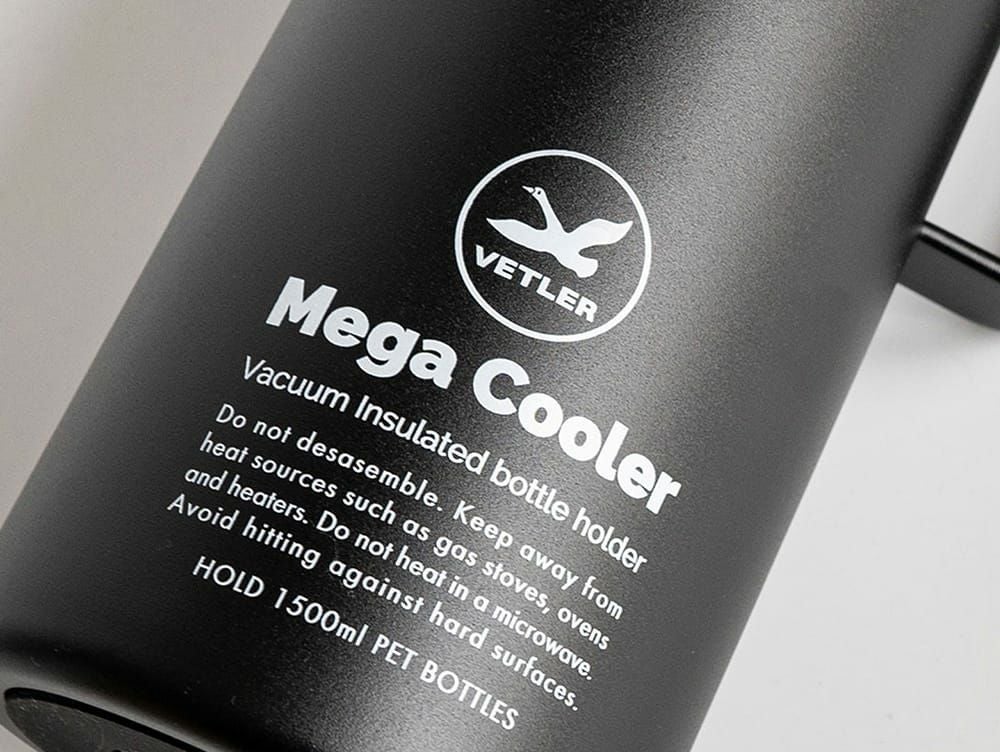 VETLER
Mega Cooler
Vacuum Insulated bottle holder
Do not desasemble. Keep away from
heat sources such as gas stoves, ovens
and heaters. Do not heat in a microwave.
Avoid hitting against hard surfaces.
HOLD 1500ml PET BOTTLES